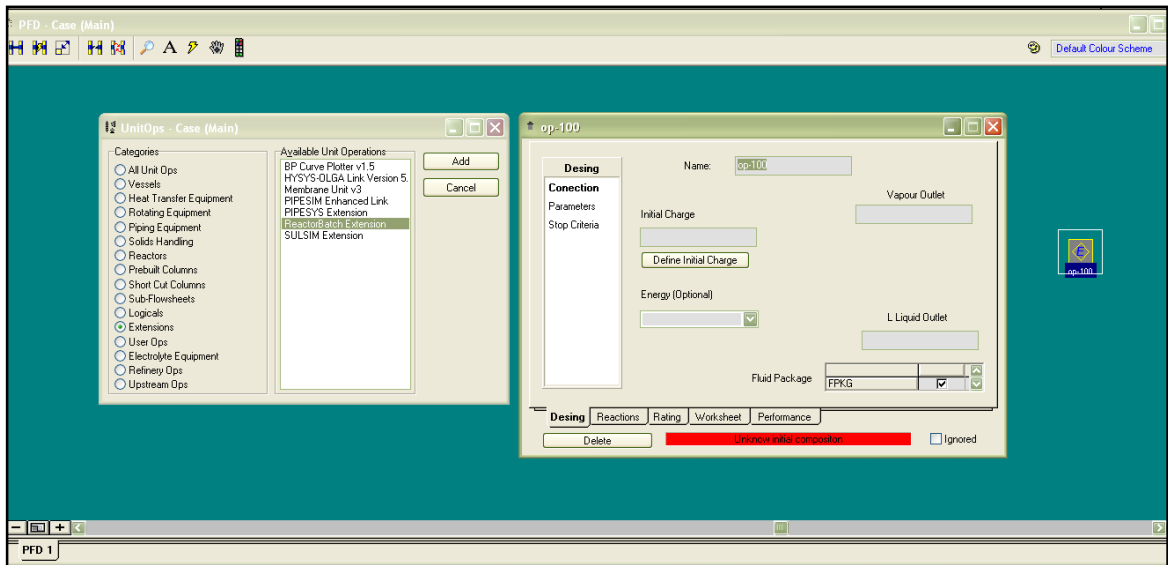 PFD - Case (Main)
A
Default Colour Scheme
UnitOps - Case (Main)
Categories
All Unit Ops
Vessels
Heat Transfer Equipment
Rotating Equipment
Piping Equipment
Solids Handling
Reactors
Prebuilt Columns
Short Cut Columns
Sub-Flowsheets
Logicals
Extensions
User Ops
Electrolyte Equipment
Refinery Ops
Upstream Ops
Available Unit Operations
BP Curve Plotter v1.5
HYSYS-OLGA Link Version 5.
Membrane Unit v3
PIPESIM Enhanced Link
PIPESYS Extension
ReactorBatch Extension
SULSIM Extension
Add
Cancel
op-100
Desing
Conection
Parameters
Stop Criteria
Name: op-100
Vapour Outlet
Initial Charge
Define Initial Charge
Energy (Optional)
L Liquid Outlet
Fluid Package
FPKG
Desing Reactions Rating Worksheet Performance
Delete
Unknow initial compositon
Ignored
E
op-100
PFD 1